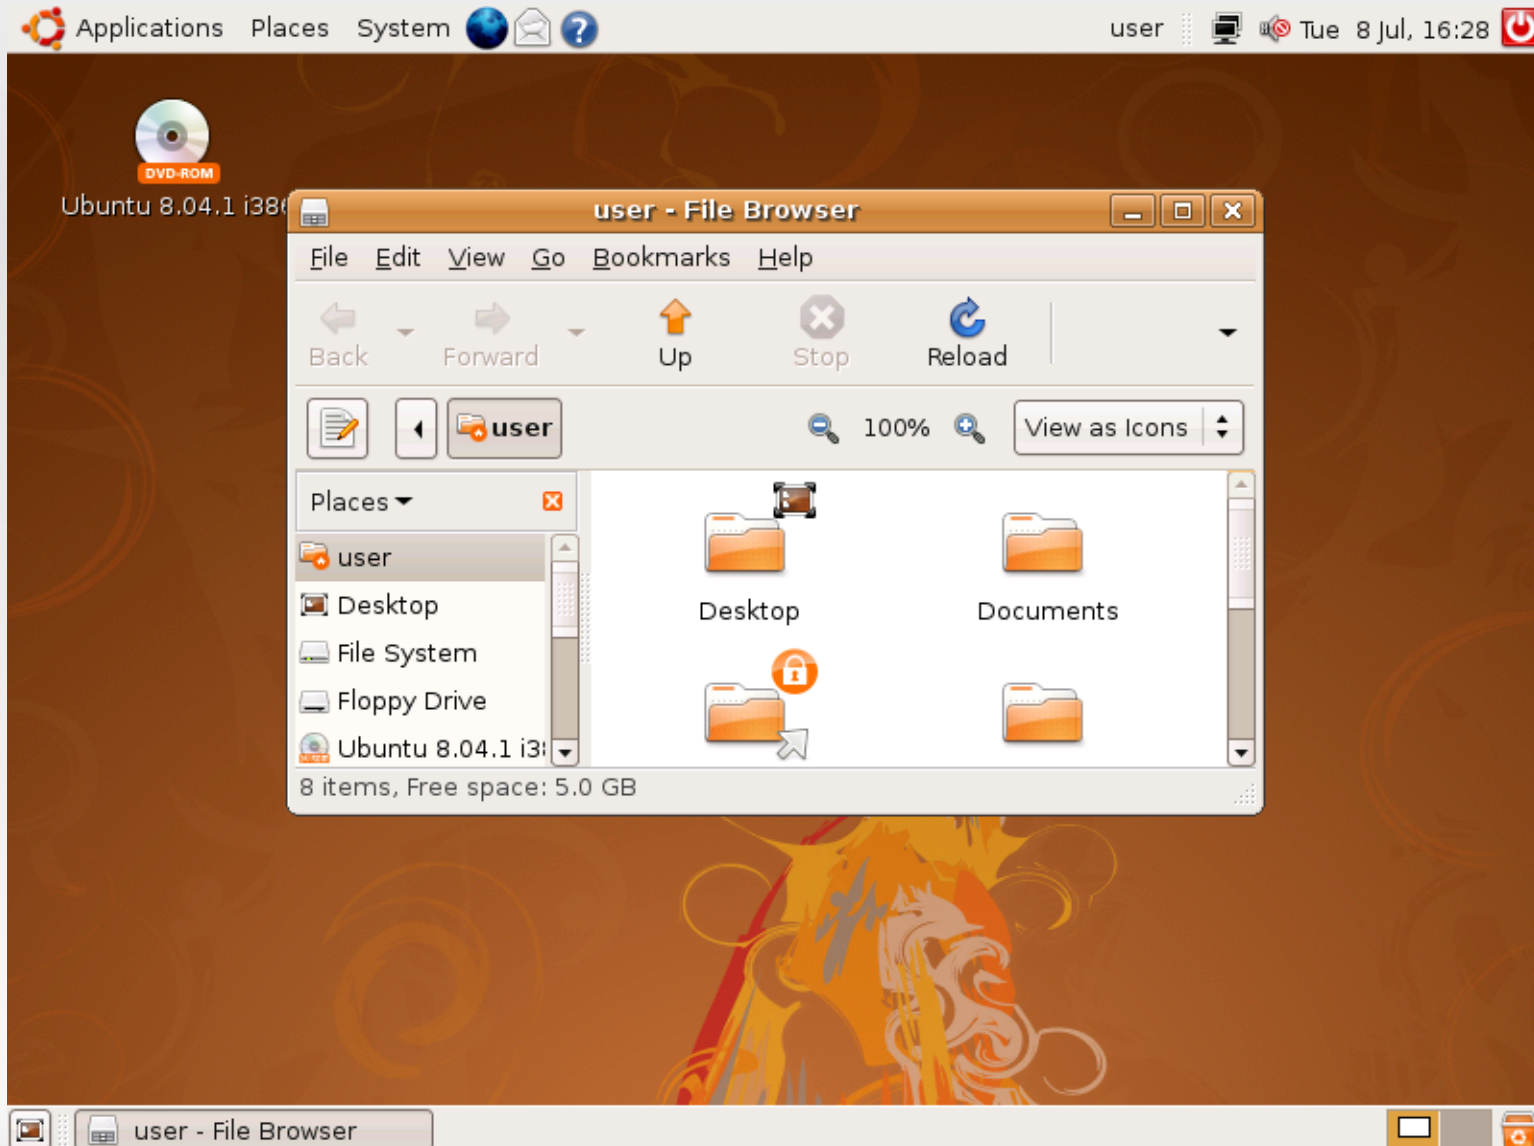 Applications Places System user Tue 8 Jul, 16:28
DVD-ROM
Ubuntu 8.04.1 i386
user - File Browser
File Edit View Go Bookmarks Help
Back Forward Up Stop Reload
user 100% View as Icons
Places
user
Desktop
File System
Floppy Drive
Ubuntu 8.04.1 i38
Desktop Documents
8 items, Free space: 5.0 GB
user - File Browser